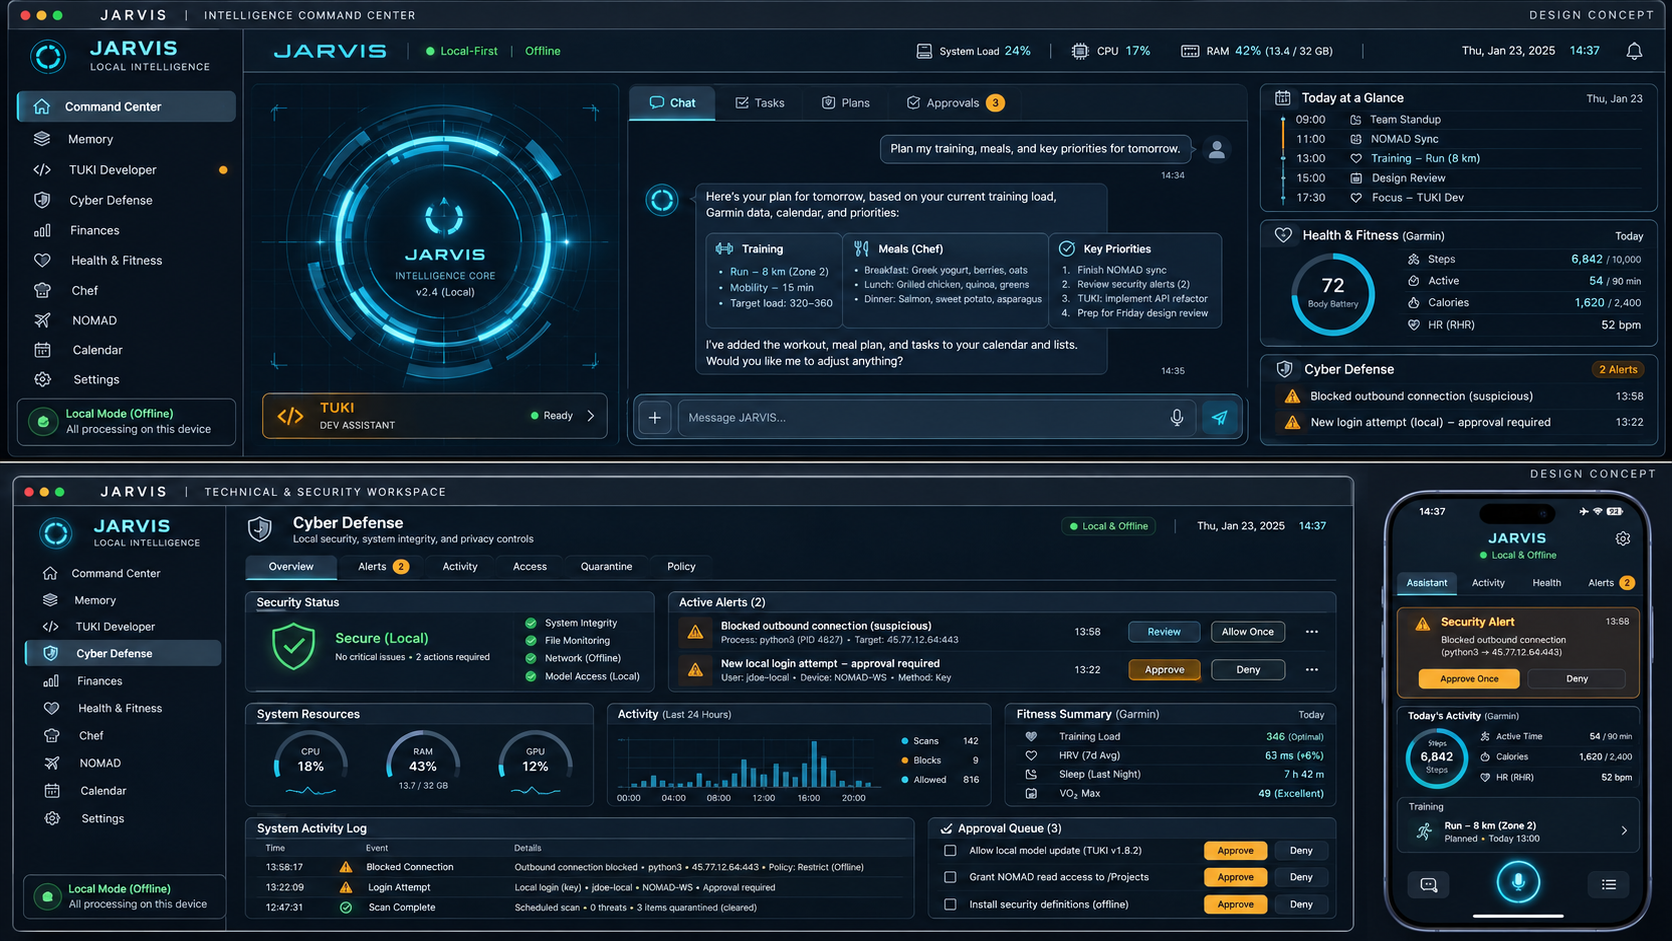 JARVIS | INTELLIGENCE COMMAND CENTER
DESIGN CONCEPT
JARVIS
LOCAL INTELLIGENCE
Command Center
Memory
TUKI Developer
Cyber Defense
Finances
Health & Fitness
Chef
NOMAD
Calendar
Settings
Local Mode (Offline)
All processing on this device
JARVIS
Local-First | Offline
System Load 24%
CPU 17%
RAM 42% (13.4 / 32 GB)
Thu, Jan 23, 2025 14:37
JARVIS
INTELLIGENCE CORE
v2.4 (Local)
TUKI
DEV ASSISTANT
Ready
Chat
Tasks
Plans
Approvals 3
Plan my training, meals, and key priorities for tomorrow.
14:34
Here's your plan for tomorrow, based on your current training load,
Garmin data, calendar, and priorities:
Training
• Run – 8 km (Zone 2)
• Mobility – 15 min
• Target load: 320–360
Meals (Chef)
• Breakfast: Greek yogurt, berries, oats
• Lunch: Grilled chicken, quinoa, greens
• Dinner: Salmon, sweet potato, asparagus
Key Priorities
1. Finish NOMAD sync
2. Review security alerts (2)
3. TUKI: implement API refactor
4. Prep for Friday design review
I've added the workout, meal plan, and tasks to your calendar and lists.
Would you like me to adjust anything?
14:35
Message JARVIS...
Today at a Glance
Thu, Jan 23
09:00 Team Standup
11:00 NOMAD Sync
13:00 Training – Run (8 km)
15:00 Design Review
17:30 Focus – TUKI Dev
Health & Fitness (Garmin)
Today
72
Body Battery
Steps 6,842 / 10,000
Active 54 / 90 min
Calories 1,620 / 2,400
HR (RHR) 52 bpm
Cyber Defense
2 Alerts
Blocked outbound connection (suspicious) 13:58
New login attempt (local) – approval required 13:22
JARVIS | TECHNICAL & SECURITY WORKSPACE
JARVIS
LOCAL INTELLIGENCE
Command Center
Memory
TUKI Developer
Cyber Defense
Finances
Health & Fitness
Chef
NOMAD
Calendar
Settings
Local Mode (Offline)
All processing on this device
Cyber Defense
Local security, system integrity, and privacy controls
Local & Offline
Thu, Jan 23, 2025 14:37
Overview
Alerts 2
Activity
Access
Quarantine
Policy
Security Status
Secure (Local)
No critical issues • 2 actions required
System Integrity
File Monitoring
Network (Offline)
Model Access (Local)
Active Alerts (2)
Blocked outbound connection (suspicious)
Process: python3 (PID 4827) • Target: 45.77.12.64:443
13:58
Review
Allow Once
New local login attempt – approval required
User: jdoe-local • Device: NOMAD-WS • Method: Key
13:22
Approve
Deny
System Resources
CPU
18%
RAM
43%
13.7 / 32 GB
GPU
12%
Activity (Last 24 Hours)
00:00 04:00 08:00 12:00 16:00 20:00
Scans 142
Blocks 9
Allowed 816
Fitness Summary (Garmin)
Today
Training Load 346 (Optimal)
HRV (7d Avg) 63 ms (+6%)
Sleep (Last Night) 7 h 42 m
VO₂ Max 49 (Excellent)
System Activity Log
Time Event Details
13:58:17 Blocked Connection Outbound connection blocked • python3 • 45.77.12.64:443 • Policy: Restrict (Offline)
13:22:09 Login Attempt Local login (key) • jdoe-local • NOMAD-WS • Approval required
12:47:31 Scan Complete Scheduled scan • 0 threats • 3 items quarantined (cleared)
Approval Queue (3)
Allow local model update (TUKI v1.8.2) Approve Deny
Grant NOMAD read access to /Projects Approve Deny
Install security definitions (offline) Approve Deny
DESIGN CONCEPT
14:37
JARVIS
Local & Offline
Assistant
Activity
Health
Alerts 2
Security Alert
13:58
Blocked outbound connection
(python3 → 45.77.12.64:443)
Approve Once
Deny
Today's Activity (Garmin)
Steps
6,842
Steps
Active Time 54 / 90 min
Calories 1,620 / 2,400
HR (RHR) 52 bpm
Training
Run – 8 km (Zone 2)
Planned • Today 13:00